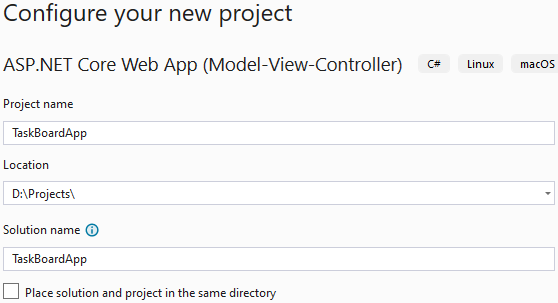 Configure your new project
ASP.NET Core Web App (Model-View-Controller) C# Linux macOS
Project name
TaskBoardApp
Location
D:\Projects\
Solution name
TaskBoardApp
Place solution and project in the same directory